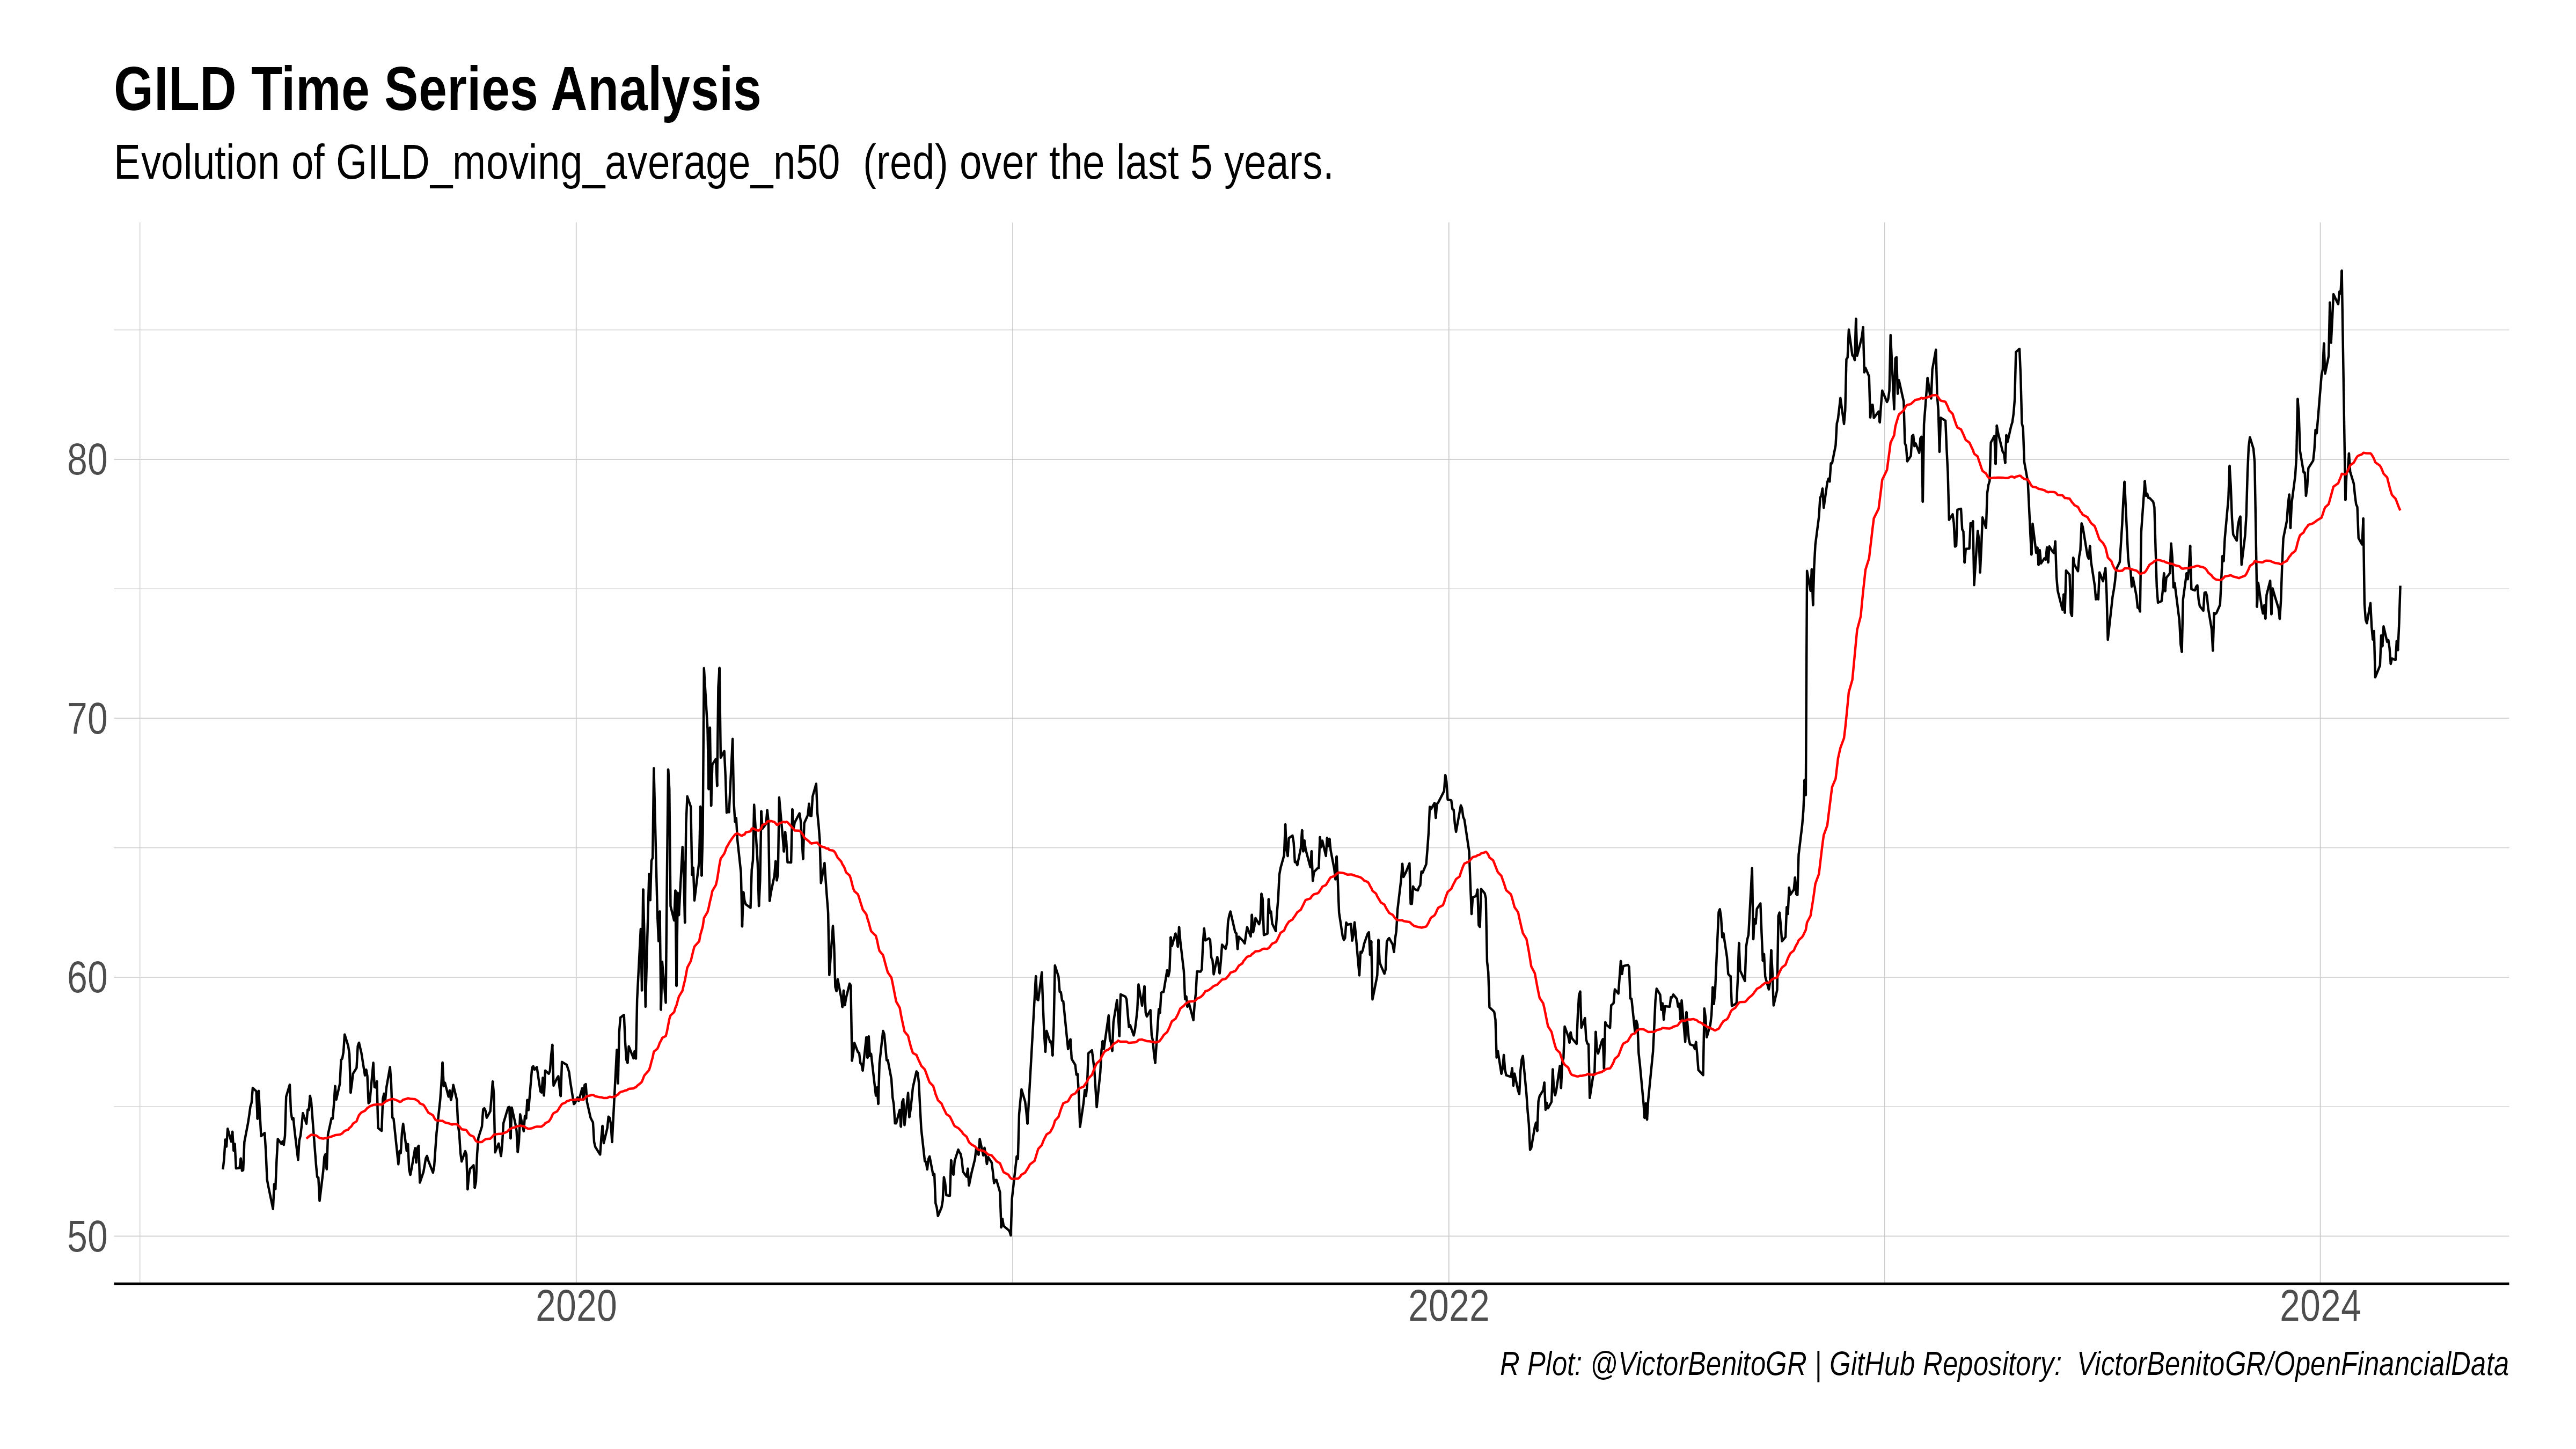 GILD Time Series Analysis
Evolution of GILD_moving_average_n50  (red) over the last 5 years.
80
70
60
50
2020 2022 2024
R Plot: @VictorBenitoGR | GitHub Repository:  VictorBenitoGR/OpenFinancialData